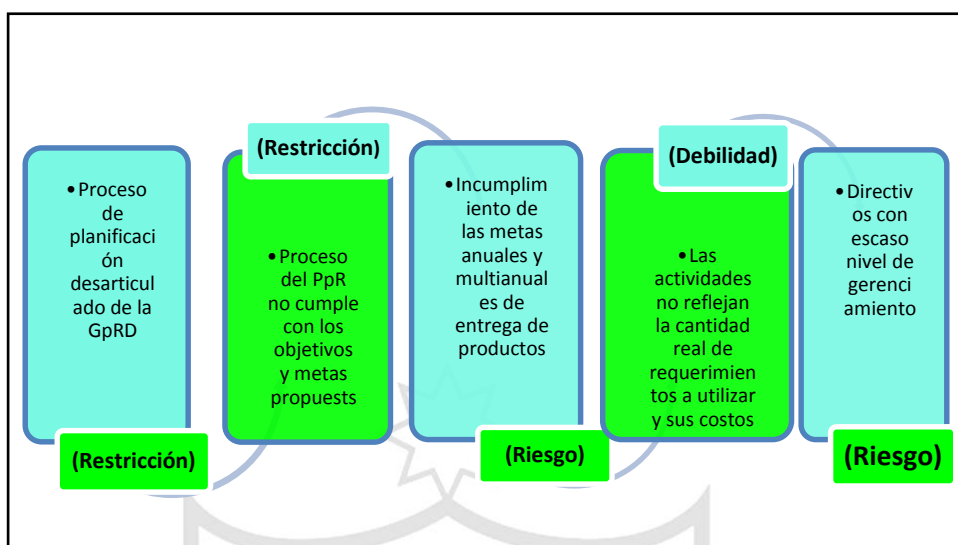 •Proceso
de
planificaci
ón
desarticul
ado de la
GpRD
(Restricción)
(Restricción)
•Proceso
del PpR
no cumple
con los
objetivos
y metas
propuests
•Incumplim
iento de
las metas
anuales y
multianual
es de
entrega de
productos
(Riesgo)
(Debilidad)
•Las
actividades
no reflejan
la cantidad
real de
requerimien
tos a utilizar
y sus costos
•Directiv
os con
escaso
nivel de
gerenci
amiento
(Riesgo)